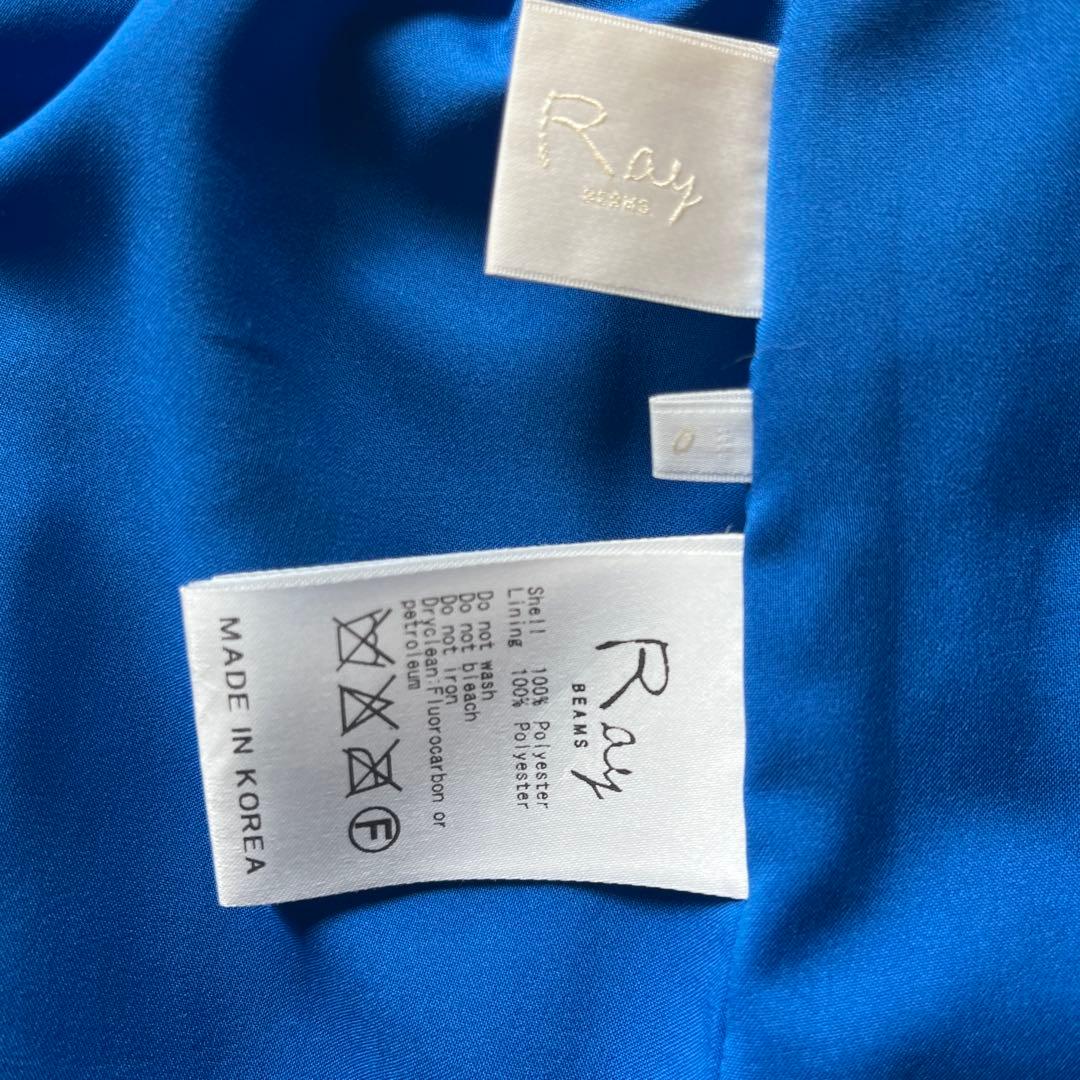 Ray
BEAMS
0
Ray
BEAMS
Shell 100% Polyester
Lining 100% Polyester
Do not wash
Do not bleach
Do not iron
Dryclean:Fluorocarbon or
petroleum
F
MADE IN KOREA